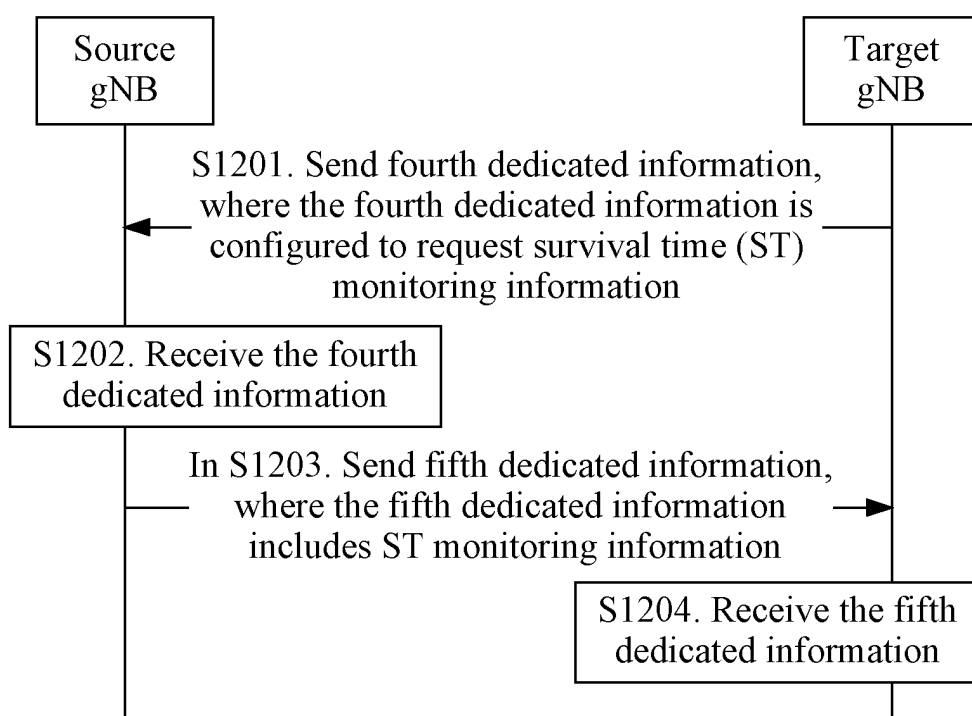 Source
gNB
Target
gNB
S1201. Send fourth dedicated information,
where the fourth dedicated information is
configured to request survival time (ST)
monitoring information
S1202. Receive the fourth
dedicated information
In S1203. Send fifth dedicated information,
where the fifth dedicated information
includes ST monitoring information
S1204. Receive the fifth
dedicated information